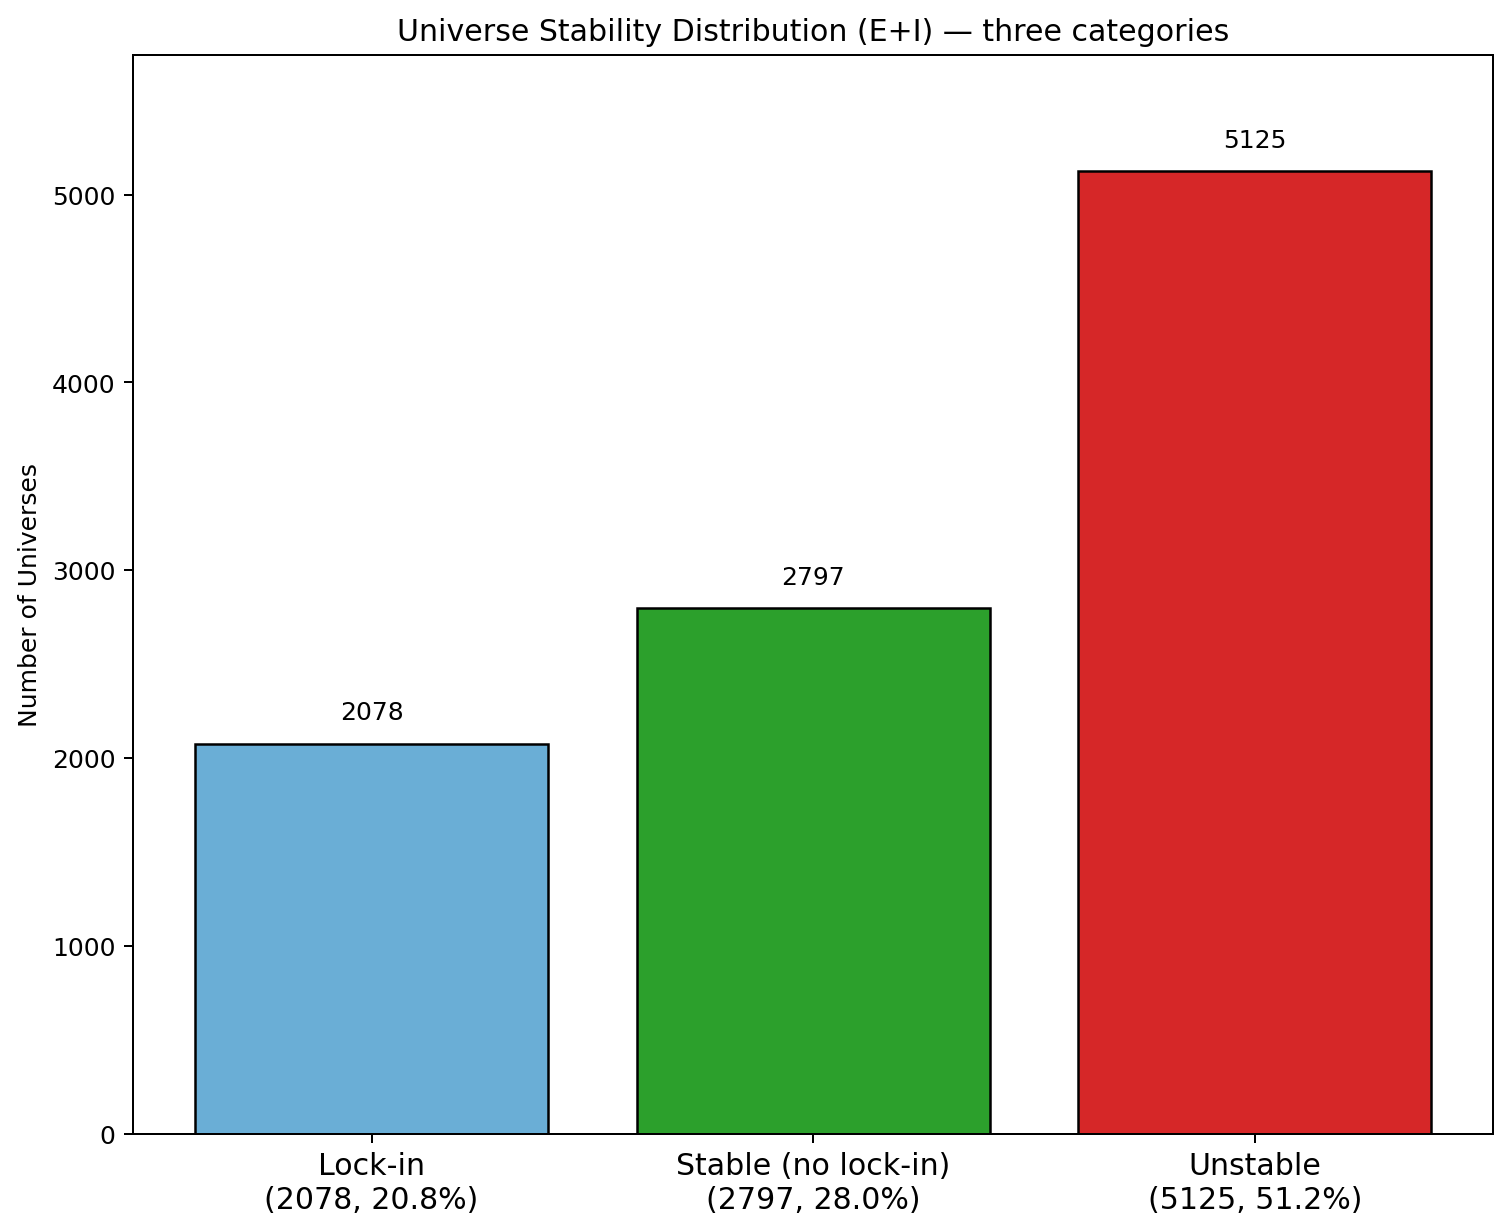 Universe Stability Distribution (E+I) — three categories
Number of Universes
5000
4000
3000
2000
1000
0
2078
2797
5125
Lock-in
(2078, 20.8%)
Stable (no lock-in)
(2797, 28.0%)
Unstable
(5125, 51.2%)